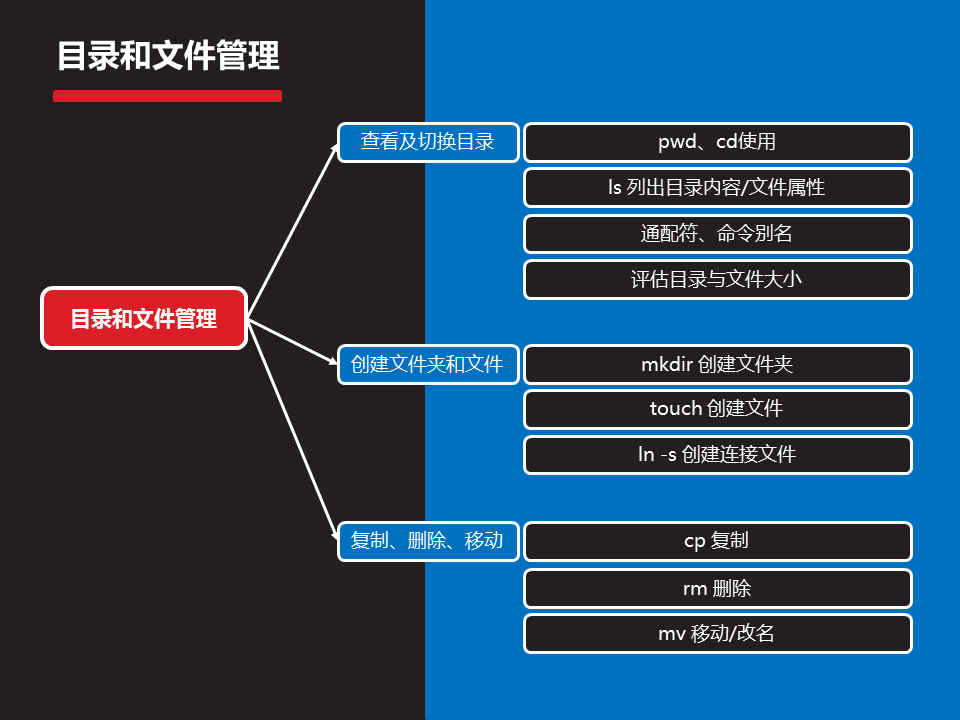 目录和文件管理
目录和文件管理
查看及切换目录
pwd、cd使用
ls 列出目录内容/文件属性
通配符、命令别名
评估目录与文件大小
创建文件夹和文件
mkdir 创建文件夹
touch 创建文件
ln -s 创建连接文件
复制、删除、移动
cp 复制
rm 删除
mv 移动/改名